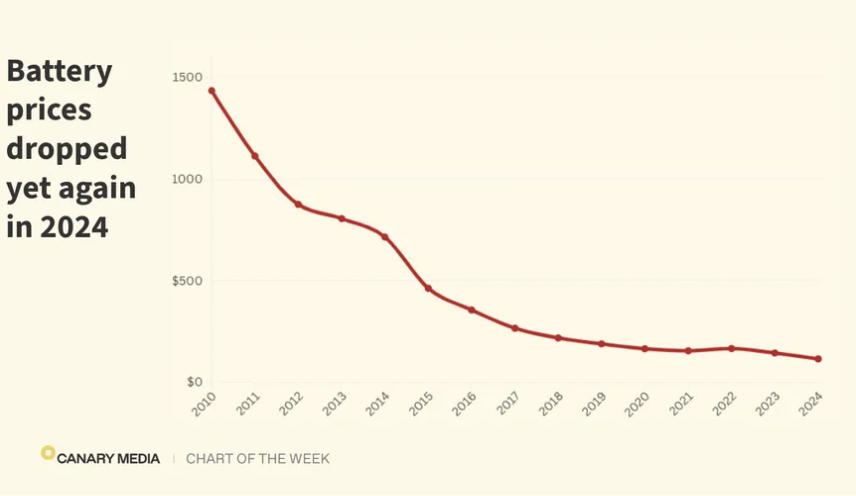 Battery
prices
dropped
yet again
in 2024
1500
1000
$500
$0
2010 2011 2012 2013 2014 2015 2016 2017 2018 2019 2020 2021 2022 2023 2024
CANARY MEDIA | CHART OF THE WEEK